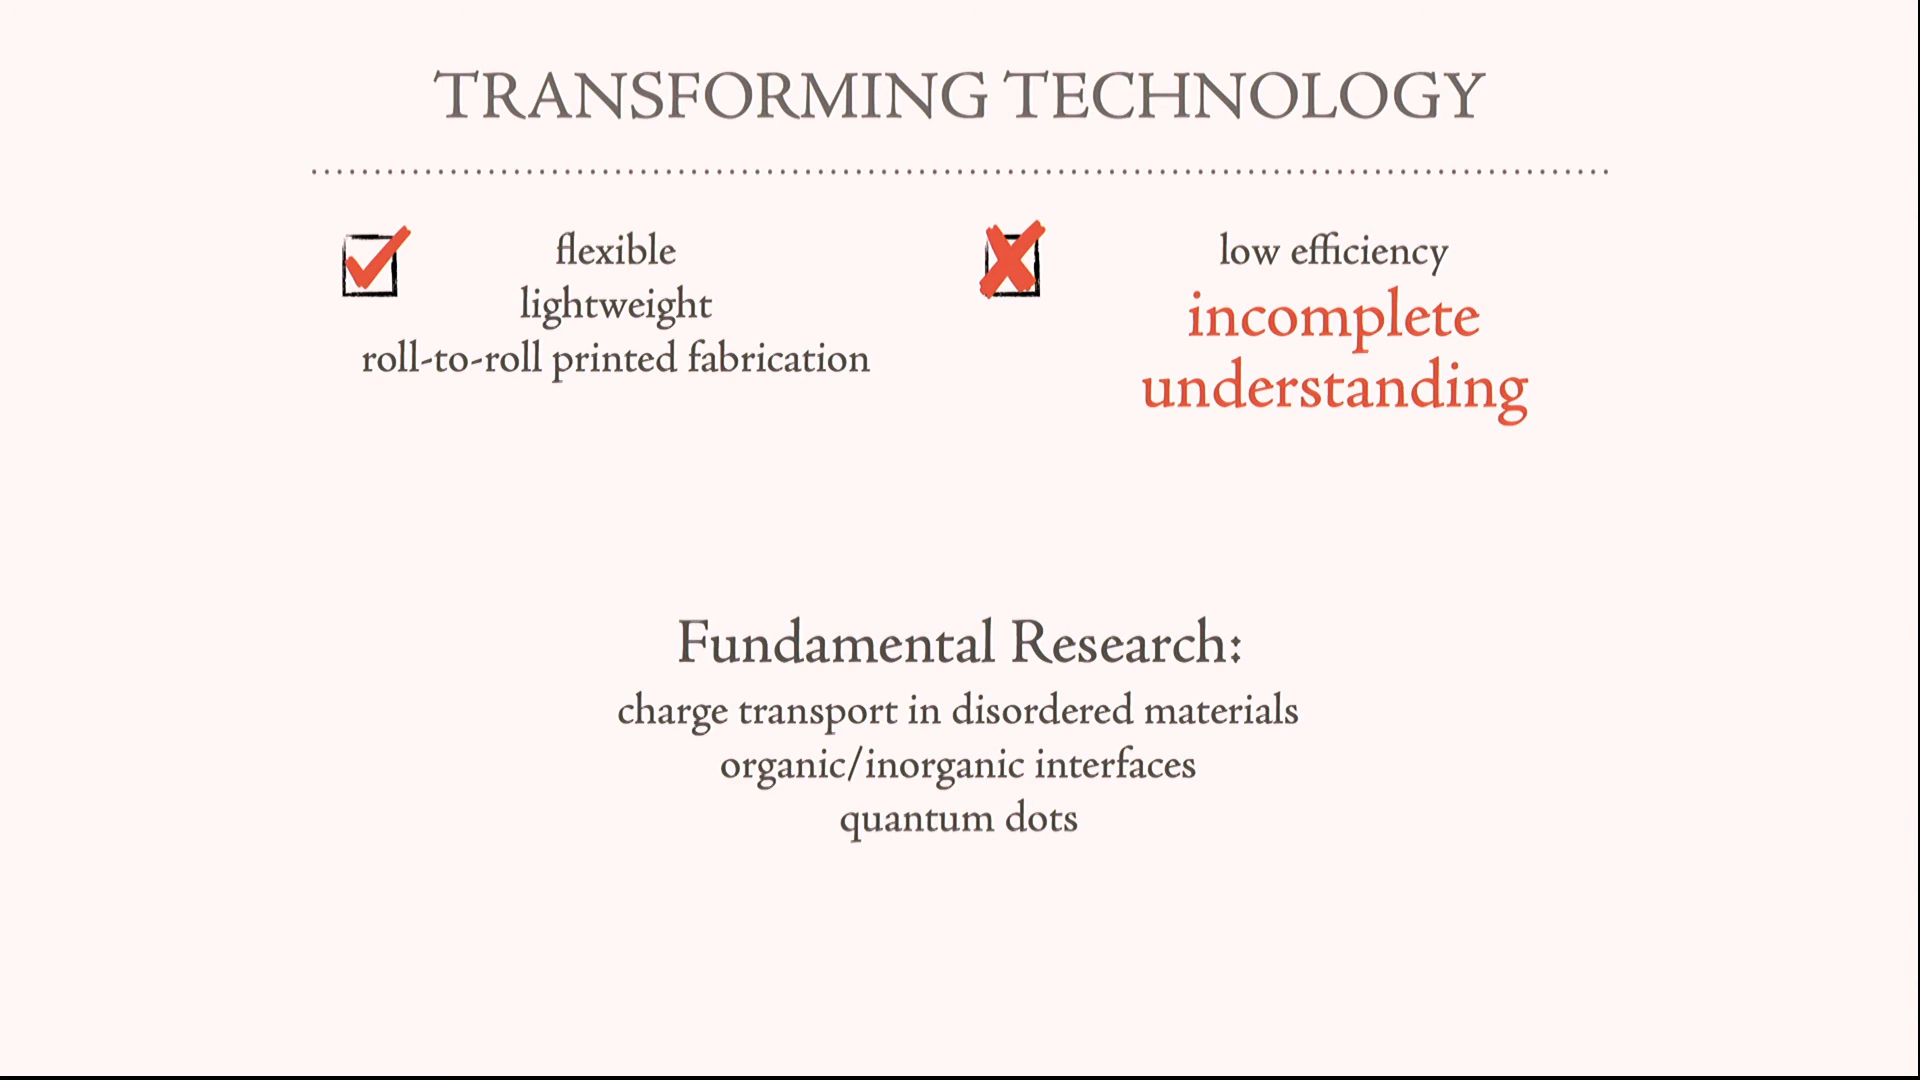 TRANSFORMING TECHNOLOGY
flexible
lightweight
roll-to-roll printed fabrication
low efficiency
incomplete
understanding
Fundamental Research:
charge transport in disordered materials
organic/inorganic interfaces
quantum dots